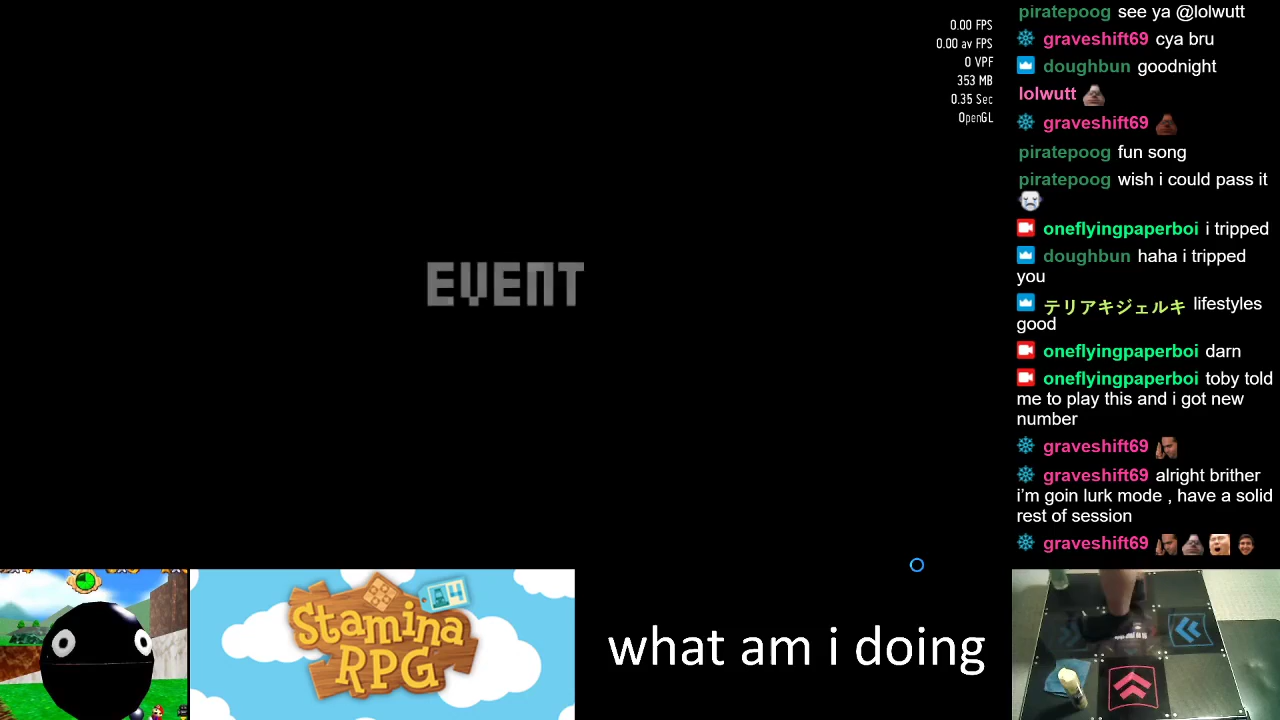 0.00 FPS
0.00 av FPS
0 VPF
353 MB
0.35 Sec
OpenGL
EVENT
piratepoog see ya @lolwutt
graveshift69 cya bru
doughbun goodnight
lolwutt
graveshift69
piratepoog fun song
piratepoog wish i could pass it
oneflyingpaperboi i tripped
doughbun haha i tripped
you
テリアキジェルキ lifestyles
good
oneflyingpaperboi darn
oneflyingpaperboi toby told
me to play this and i got new
number
graveshift69
graveshift69 alright brither
i'm goin lurk mode , have a solid
rest of session
graveshift69
Stamina
RPG
4
what am i doing